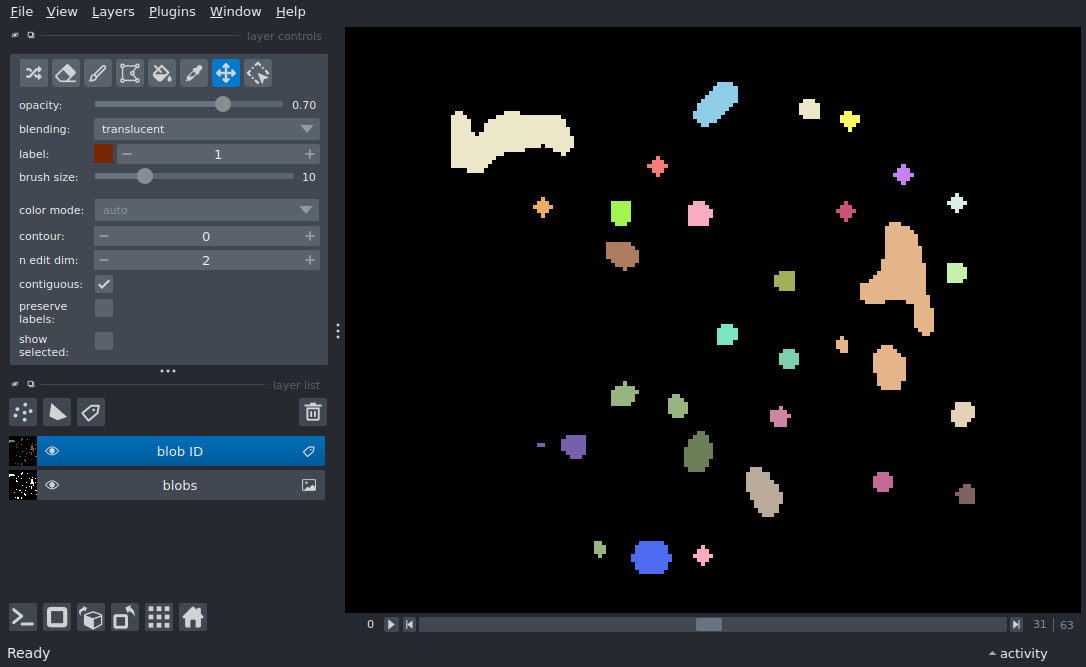 File View Layers Plugins Window Help
layer controls
opacity: 0.70
blending: translucent
label: 1
brush size: 10
color mode: auto
contour: 0
n edit dim: 2
contiguous:
preserve
labels:
show
selected:
layer list
blob ID
blobs
0 31 63
Ready activity